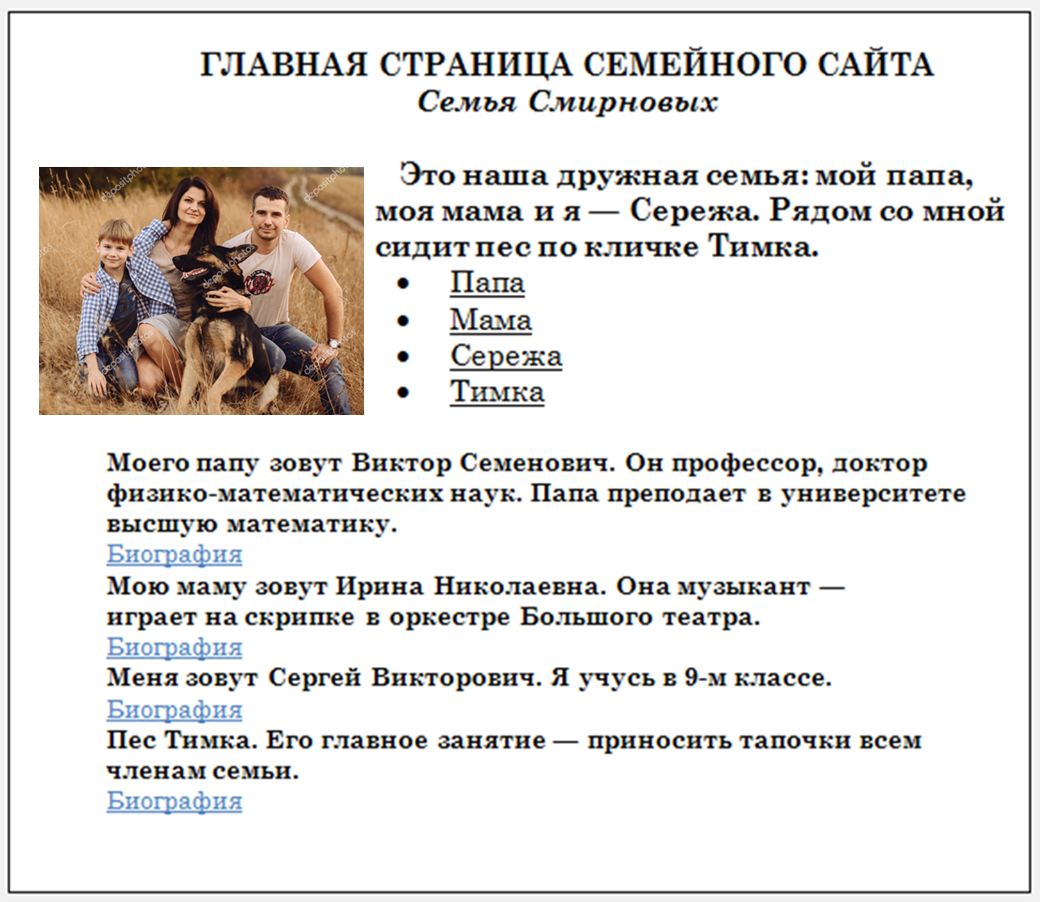 ГЛАВНАЯ СТРАНИЦА СЕМЕЙНОГО САЙТА
Семья Смирновых
Это наша дружная семья: мой папа,
моя мама и я — Сережа. Рядом со мной
сидит пес по кличке Тимка.
• Папа
• Мама
• Сережа
• Тимка
Моего папу зовут Виктор Семенович. Он профессор, доктор
физико-математических наук. Папа преподает в университете
высшую математику.
Биография
Мою маму зовут Ирина Николаевна. Она музыкант —
играет на скрипке в оркестре Большого театра.
Биография
Меня зовут Сергей Викторович. Я учусь в 9-м классе.
Биография
Пес Тимка. Его главное занятие — приносить тапочки всем
членам семьи.
Биография